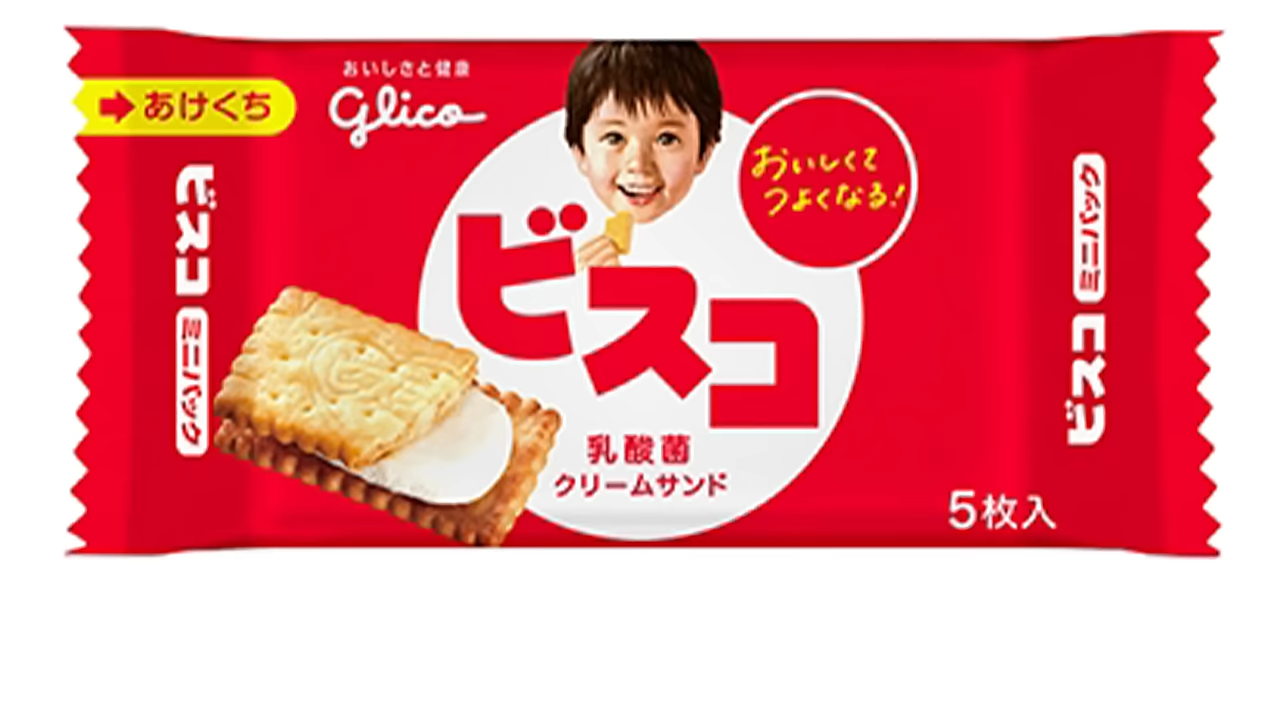 あけくち
おいしさと健康
glico
おいしくて
つよくなる!
ビスコ
ミニパック
ビスコ
乳酸菌
クリームサンド
5枚入
ビスコ
ミニパック